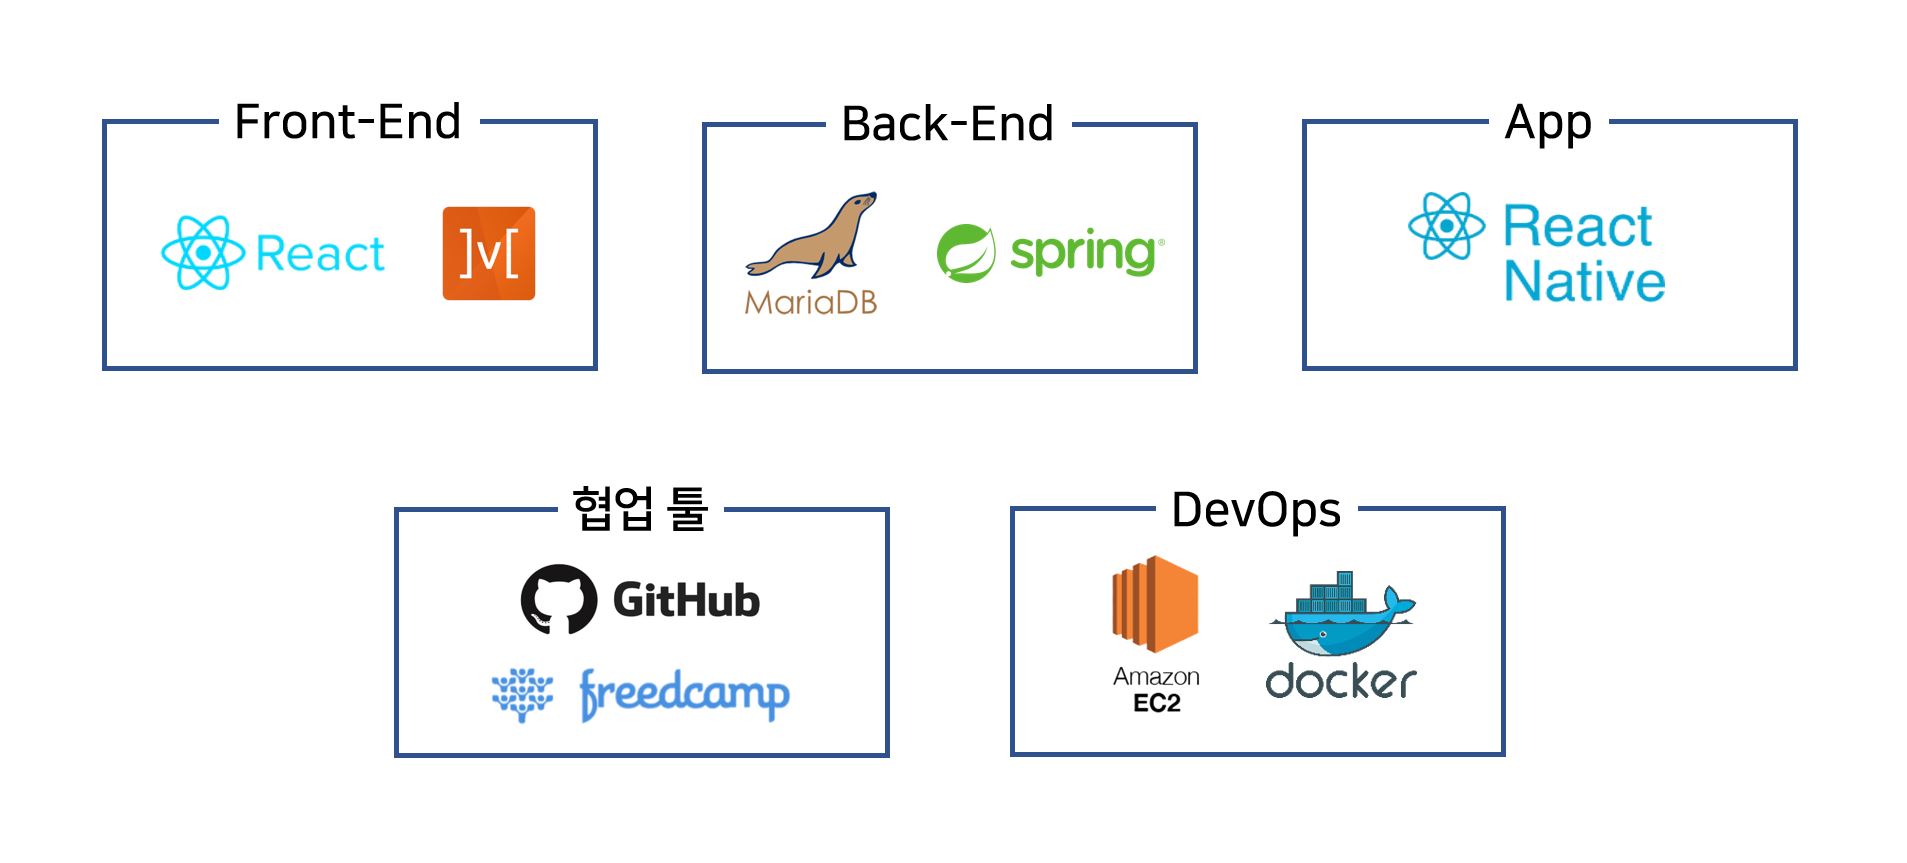 Front-End
React
]v[
Back-End
MariaDB
spring®
App
React
Native
협업 툴
GitHub
freedcamp
DevOps
Amazon
EC2
docker